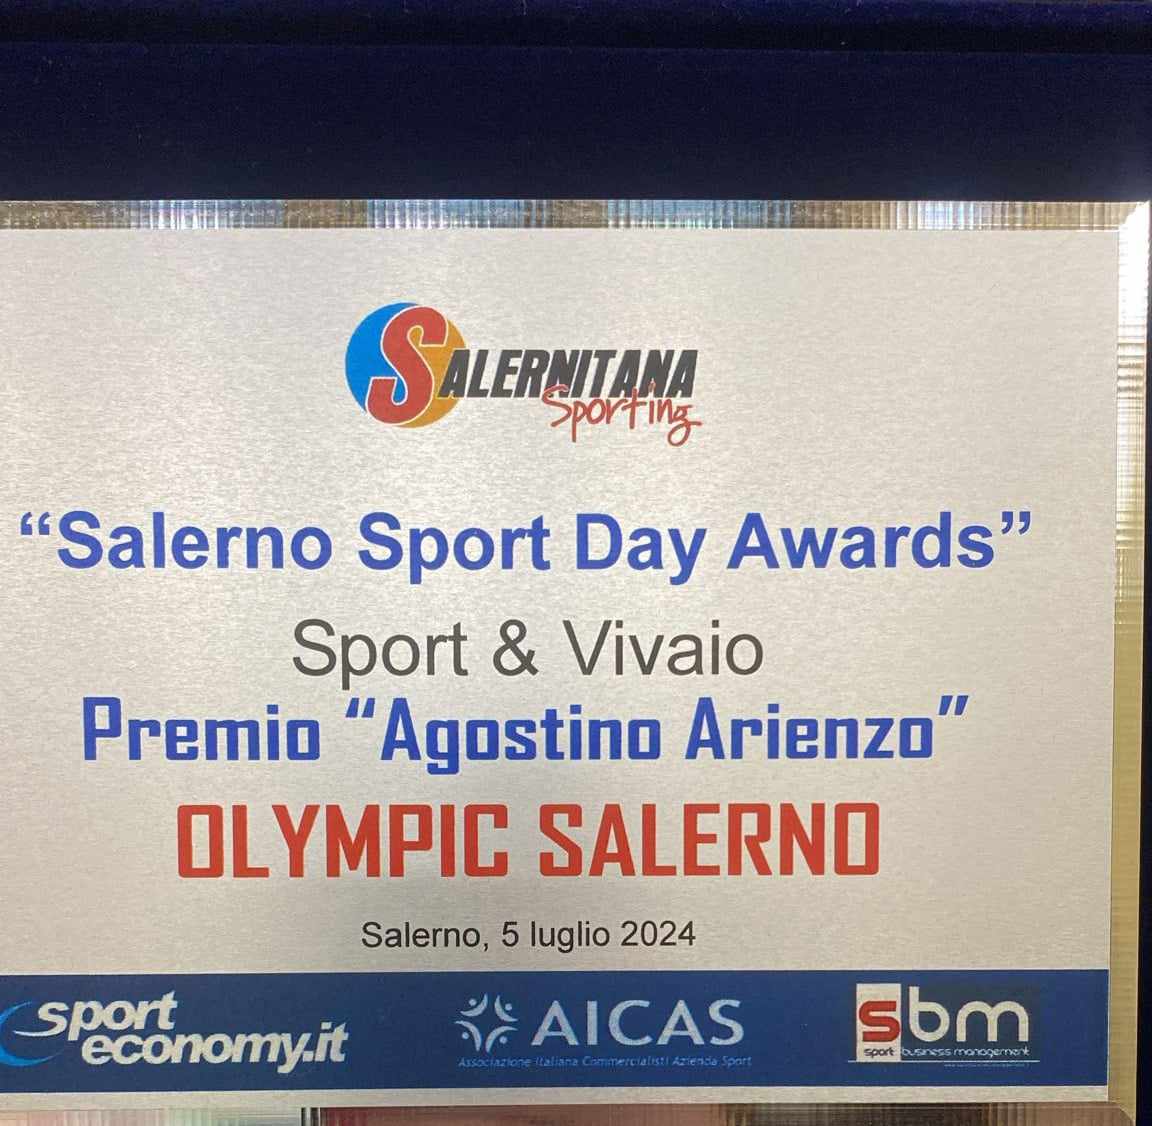 SALERNITANA
Sporting
“Salerno Sport Day Awards”
Sport & Vivaio
Premio “Agostino Arienzo”
OLYMPIC SALERNO
Salerno, 5 luglio 2024
sport
economy.it
AICAS
Associazione Italiana Commercialisti Azienda Sport
sbm
sport business management